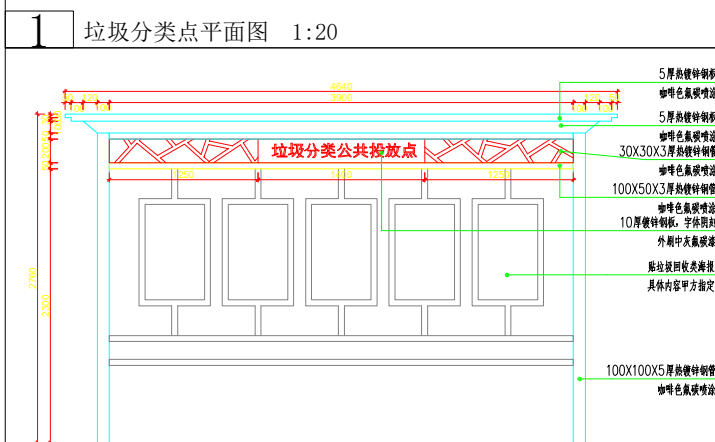 1 垃圾分类点平面图 1:20
5厚热镀锌钢板
咖啡色氟碳喷涂
5厚热镀锌钢板
咖啡色氟碳喷涂
30X30X3厚热镀锌钢管
咖啡色氟碳喷涂
100X50X3厚热镀锌钢管
咖啡色氟碳喷涂
10厚镀锌钢板，字体阴刻
外刷中灰氟碳漆
贴垃圾回收类海报
具体内容甲方指定
100X100X5厚热镀锌钢管
咖啡色氟碳喷涂
垃圾分类公共投放点
3900
120
120
1250
2760
2300